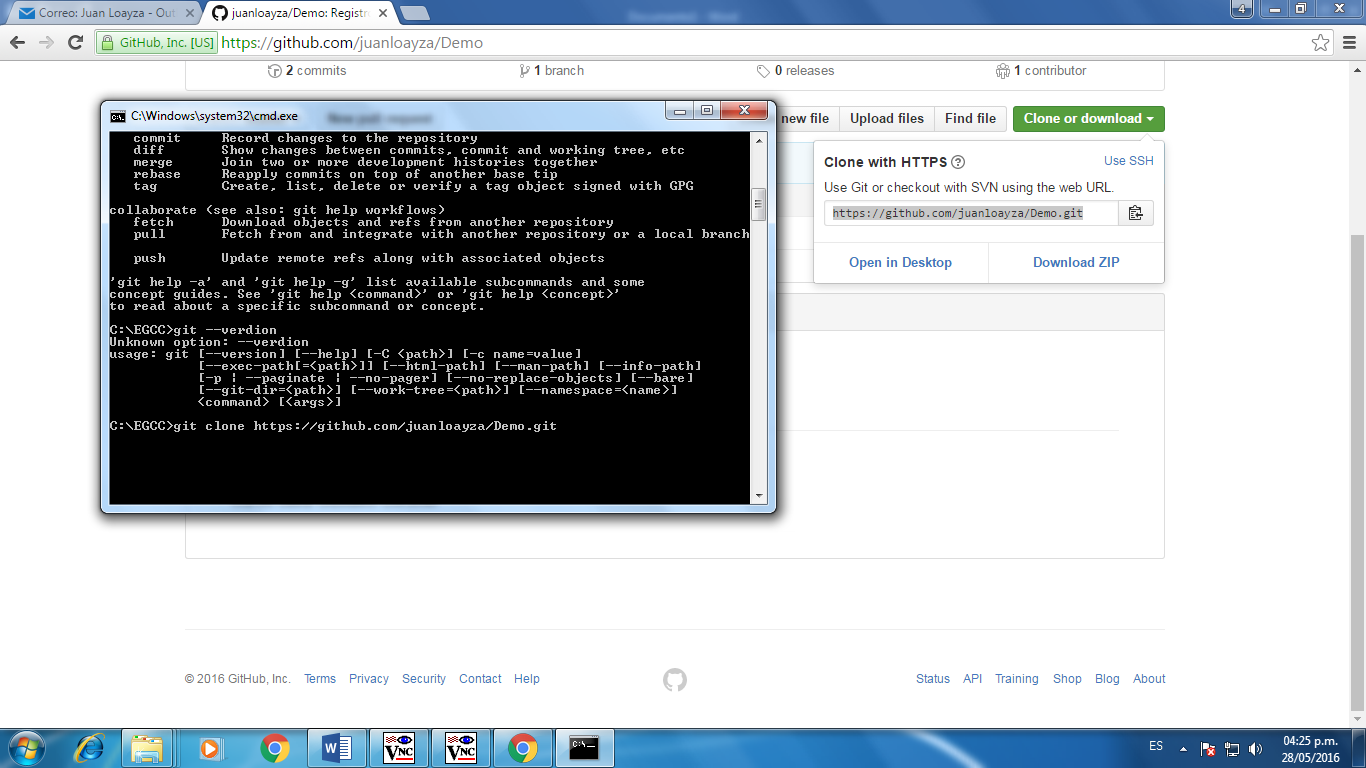 Correo: Juan Loayza - Out
juanloayza/Demo: Registr
4
GitHub, Inc. [US]
https://github.com/juanloayza/Demo
2 commits
1 branch
0 releases
1 contributor
new file
Upload files
Find file
Clone or download
Clone with HTTPS
Use SSH
Use Git or checkout with SVN using the web URL.
https://github.com/juanloayza/Demo.git
Open in Desktop
Download ZIP
C:\Windows\system32\cmd.exe
commit     Record changes to the repository
diff       Show changes between commits, commit and working tree, etc
merge      Join two or more development histories together
rebase     Reapply commits on top of another base tip
tag        Create, list, delete or verify a tag object signed with GPG
collaborate (see also: git help workflows)
fetch      Download objects and refs from another repository
pull       Fetch from and integrate with another repository or a local branch
push       Update remote refs along with associated objects
'git help -a' and 'git help -g' list available subcommands and some
concept guides. See 'git help <command>' or 'git help <concept>'
to read about a specific subcommand or concept.
C:\EGCC>git --verdion
Unknown option: --verdion
usage: git [--version] [--help] [-C <path>] [-c name=value]
[--exec-path[=<path>]] [--html-path] [--man-path] [--info-path]
[-p ¦ --paginate ¦ --no-pager] [--no-replace-objects] [--bare]
[--git-dir=<path>] [--work-tree=<path>] [--namespace=<name>]
<command> [<args>]
C:\EGCC>git clone https://github.com/juanloayza/Demo.git
© 2016 GitHub, Inc.
Terms
Privacy
Security
Contact
Help
Status
API
Training
Shop
Blog
About
ES
04:25 p.m.
28/05/2016